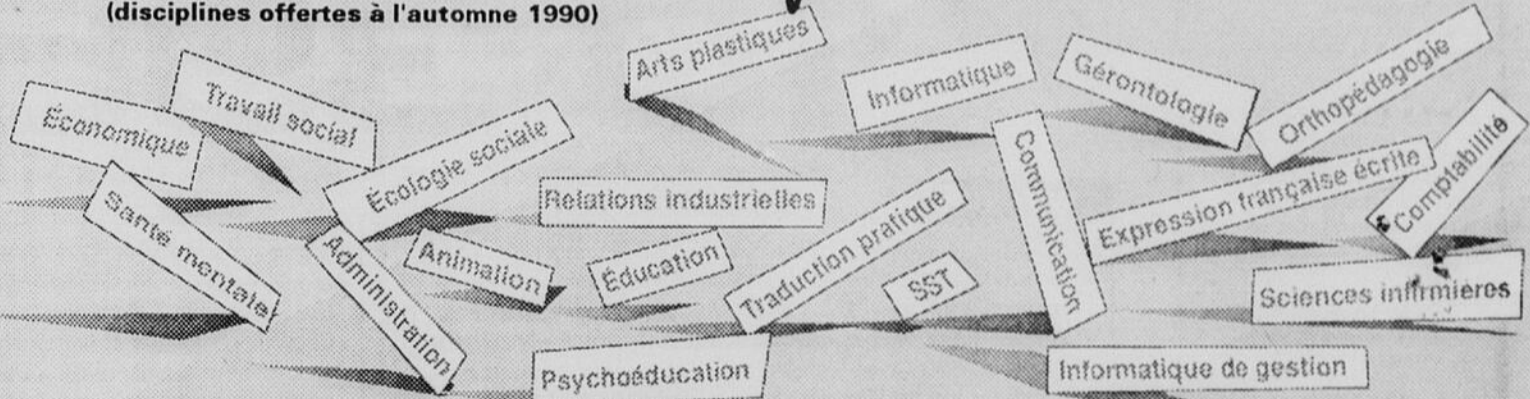 (disciplines offertes à l'automne 1990)
Arts plastiques
Informatique
Gérontologie
Orthopédagogie
Travail social
Économique
Écologie sociale
Communication
Comptabilité
Expression française écrite
Relations industrielles
Santé mentale
Administration
Animation
Éducation
Traduction pratique
SST
Sciences infirmières
Psychoéducation
Informatique de gestion